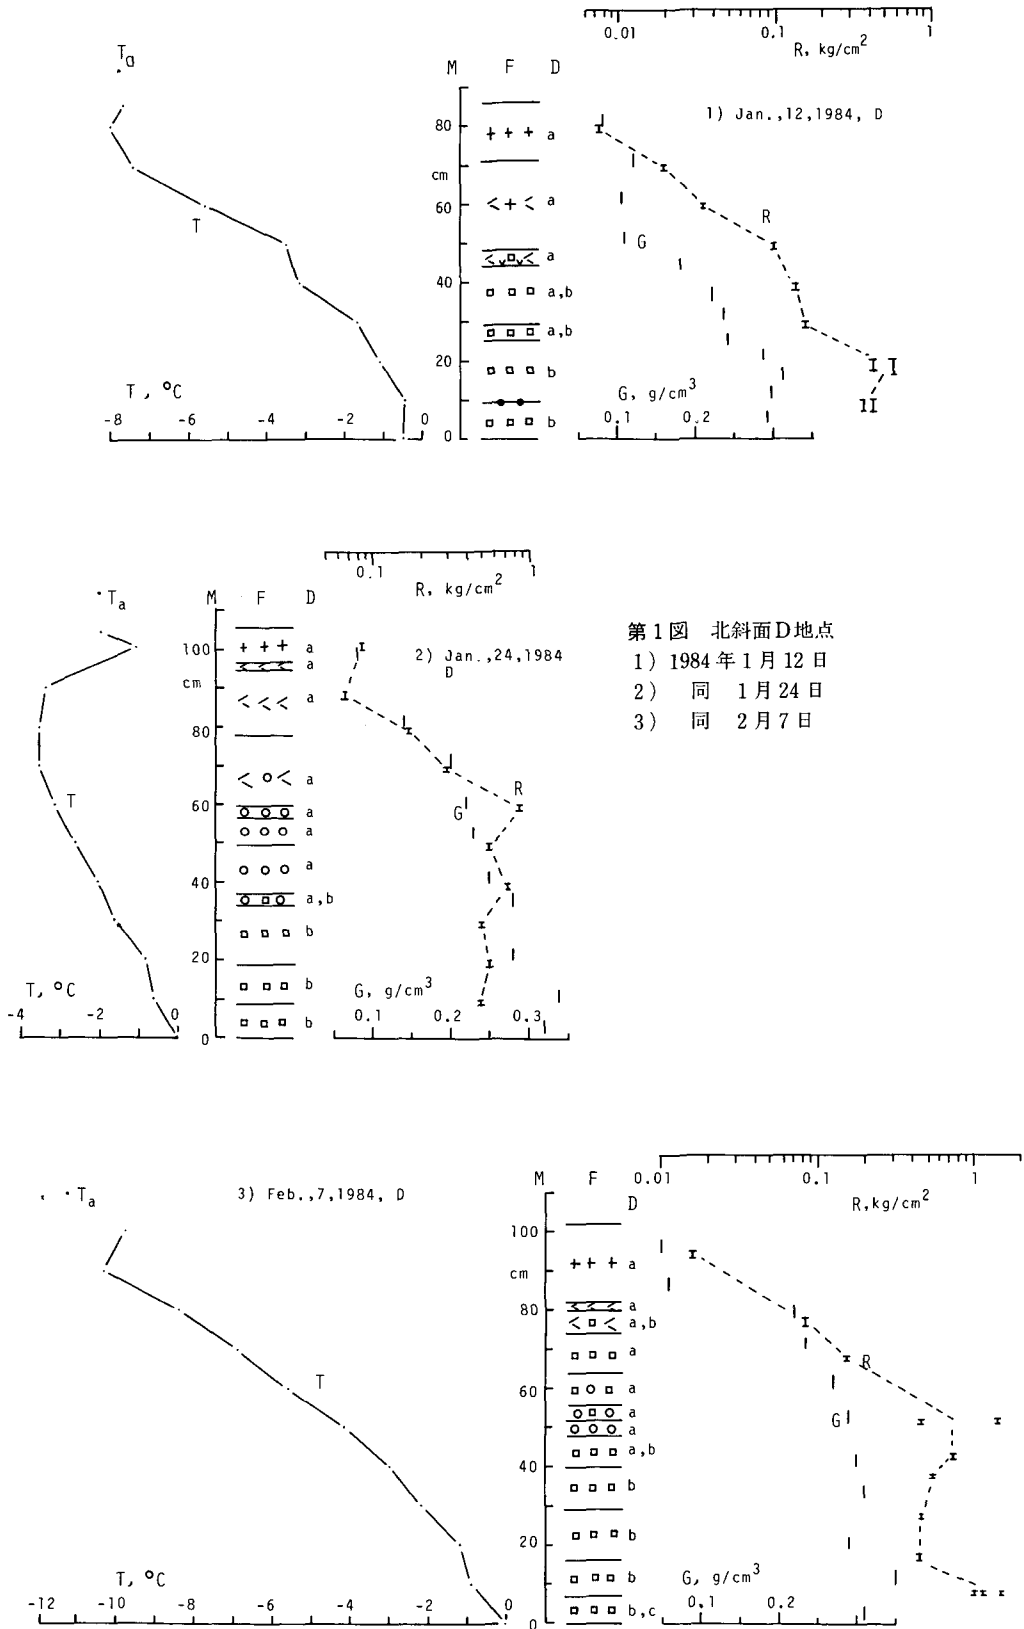 0.01 0.1 1
R, kg/cm²
Ta
M F D
1) Jan.,12,1984, D
80
+ + + a
cm
60
< + < a
T
R
G
a
40
a,b
a,b
20
b
T, °C
G, g/cm³
-8 -6 -4 -2 0
0.1 0.2
0
b
0.1 1
R, kg/cm²
Ta
M F D
第1図 北斜面D地点
1) 1984年1月12日
2) 同 1月24日
3) 同 2月7日
100
+ + + a
2) Jan.,24,1984
D
cm
< < < a
< < < a
80
< o < a
T
R
60
G
o o o a
o o o a
40
o o o a
a,b
b
20
T, °C
b
G, g/cm³
-4 -2 0
0.1 0.2 0.3
0
b
M F
0.01 0.1 1
R,kg/cm²
D
Ta
3) Feb.,7,1984, D
100
cm
+ + + a
80
< < < a
a,b
a
R
T
60
a
G
a
o o o a
40
a,b
b
20
b
T, °C
b
G, g/cm³
-12 -10 -8 -6 -4 -2 0
0.1 0.2
0
b,c